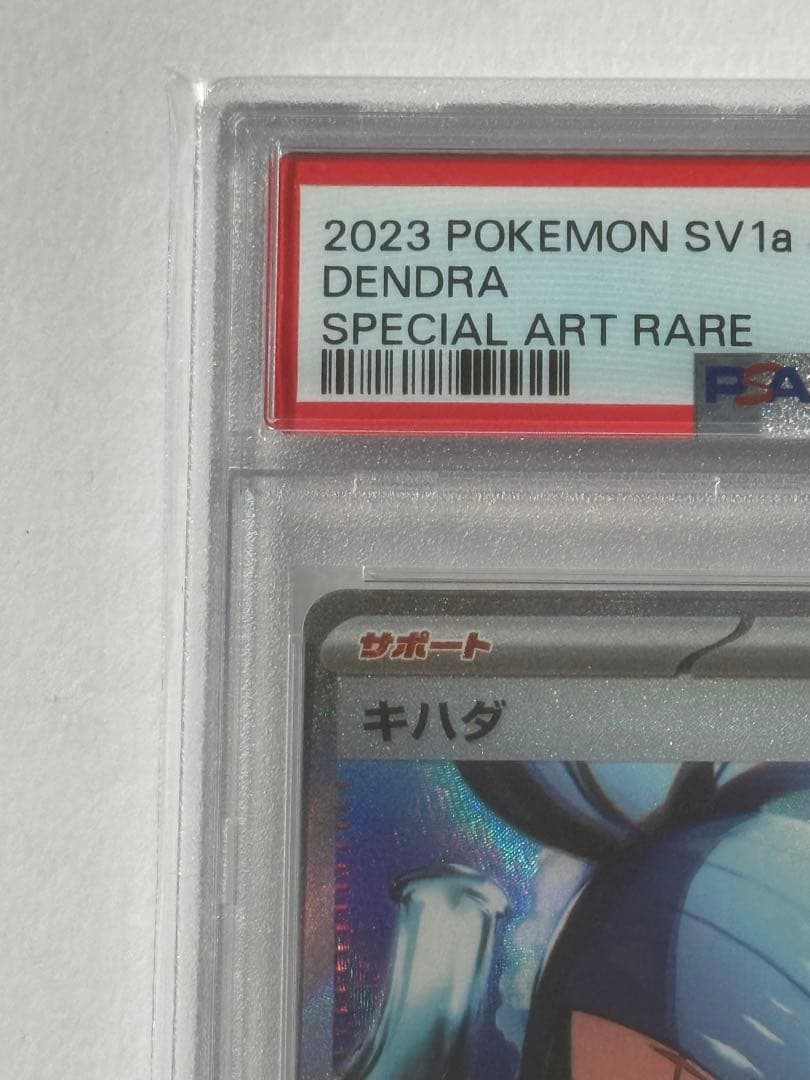 2023 POKEMON SV1a
DENDRA
SPECIAL ART RARE
PSA
サポート
キハダ